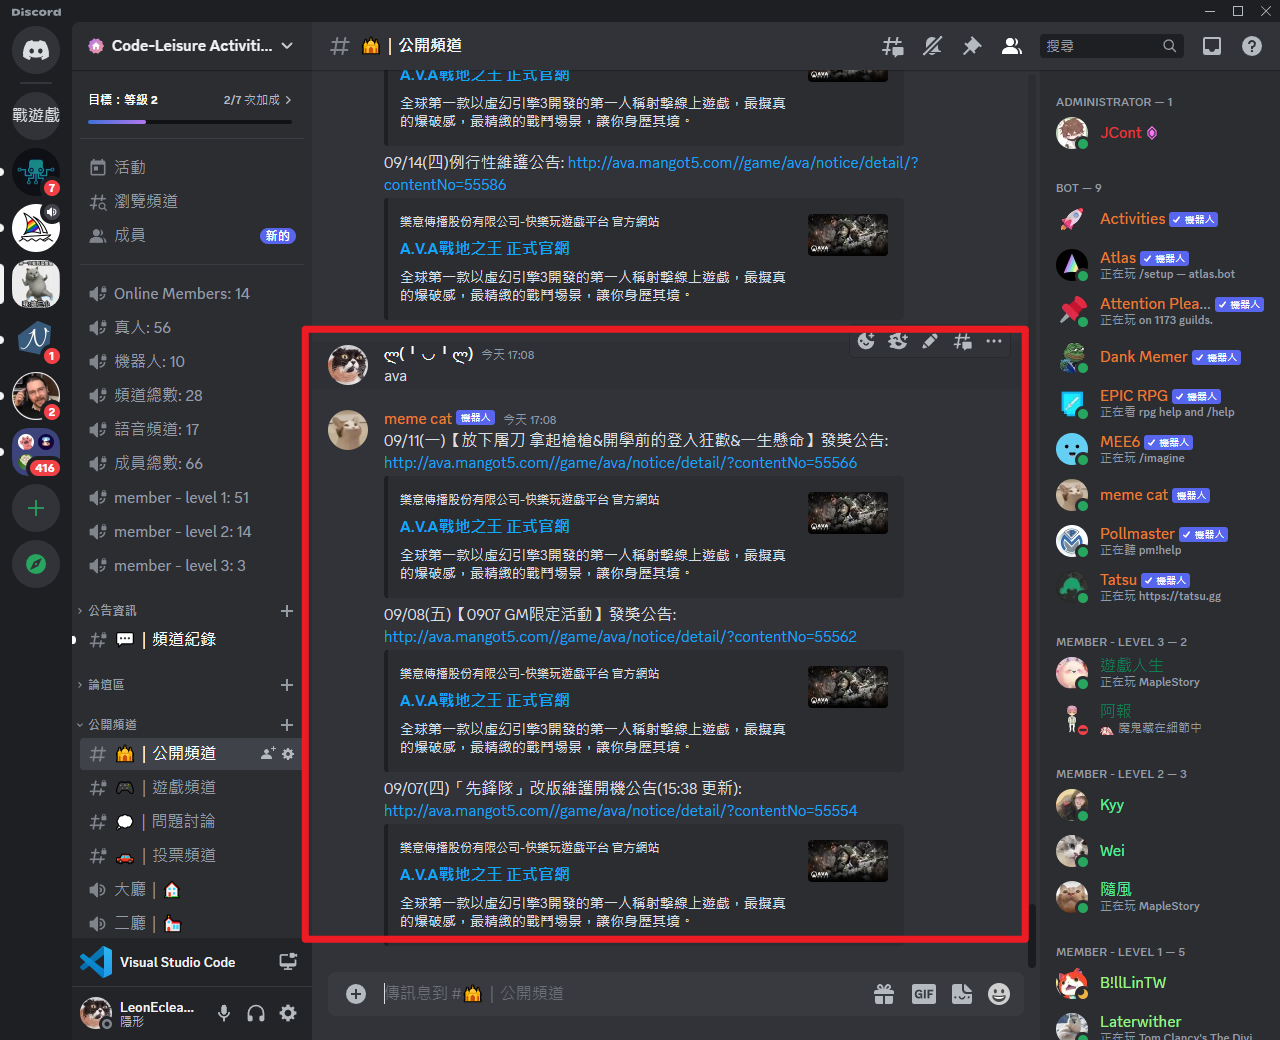 Discord
Code-Leisure Activiti...
目標：等級 2
2/7 次加成
活動
瀏覽頻道
成員
新的
Online Members: 14
真人: 56
機器人: 10
頻道總數: 28
語音頻道: 17
成員總數: 66
member - level 1: 51
member - level 2: 14
member - level 3: 3
公告資訊
| 頻道紀錄
論壇區
公開頻道
| 公開頻道
| 遊戲頻道
| 問題討論
| 投票頻道
大廳 |
二廳 |
Visual Studio Code
LeonEclea...
隱形
戰遊戲
7
1
2
416
| 公開頻道
搜尋
A.V.A戰地之王 正式官網
全球第一款以虛幻引擎3開發的第一人稱射擊線上遊戲，最擬真
的爆破感，最精緻的戰鬥場景，讓你身歷其境。
09/14(四)例行性維護公告: http://ava.mangot5.com//game/ava/notice/detail/?
contentNo=55586
樂意傳播股份有限公司-快樂玩遊戲平台 官方網站
A.V.A戰地之王 正式官網
全球第一款以虛幻引擎3開發的第一人稱射擊線上遊戲，最擬真
的爆破感，最精緻的戰鬥場景，讓你身歷其境。
ლ(╹◡╹ლ) 今天 17:08
ava
meme cat 機器人 今天 17:08
09/11(一)【放下屠刀 拿起槍槍&開學前的登入狂歡&一生懸命】發獎公告:
http://ava.mangot5.com//game/ava/notice/detail/?contentNo=55566
樂意傳播股份有限公司-快樂玩遊戲平台 官方網站
A.V.A戰地之王 正式官網
全球第一款以虛幻引擎3開發的第一人稱射擊線上遊戲，最擬真
的爆破感，最精緻的戰鬥場景，讓你身歷其境。
09/08(五)【0907 GM限定活動】發獎公告:
http://ava.mangot5.com//game/ava/notice/detail/?contentNo=55562
樂意傳播股份有限公司-快樂玩遊戲平台 官方網站
A.V.A戰地之王 正式官網
全球第一款以虛幻引擎3開發的第一人稱射擊線上遊戲，最擬真
的爆破感，最精緻的戰鬥場景，讓你身歷其境。
09/07(四)「先鋒隊」改版維護開機公告(15:38 更新):
http://ava.mangot5.com//game/ava/notice/detail/?contentNo=55554
樂意傳播股份有限公司-快樂玩遊戲平台 官方網站
A.V.A戰地之王 正式官網
全球第一款以虛幻引擎3開發的第一人稱射擊線上遊戲，最擬真
的爆破感，最精緻的戰鬥場景，讓你身歷其境。
傳訊息到 # | 公開頻道
GIF
ADMINISTRATOR — 1
JCont
BOT — 9
Activities 機器人
Atlas 機器人
正在玩 /setup — atlas.bot
Attention Plea... 機器人
正在玩 on 1173 guilds.
Dank Memer 機器人
EPIC RPG 機器人
正在看 rpg help and /help
MEE6 機器人
正在玩 /imagine
meme cat 機器人
Pollmaster 機器人
正在聽 pm!help
Tatsu 機器人
正在玩 https://tatsu.gg
MEMBER - LEVEL 3 — 2
遊戲人生
正在玩 MapleStory
阿報
魔鬼藏在細節中
MEMBER - LEVEL 2 — 3
Kyy
Wei
隨風
正在玩 MapleStory
MEMBER - LEVEL 1 — 5
B!llLinTW
Laterwither
正在玩 Tom Clancy's The Divi